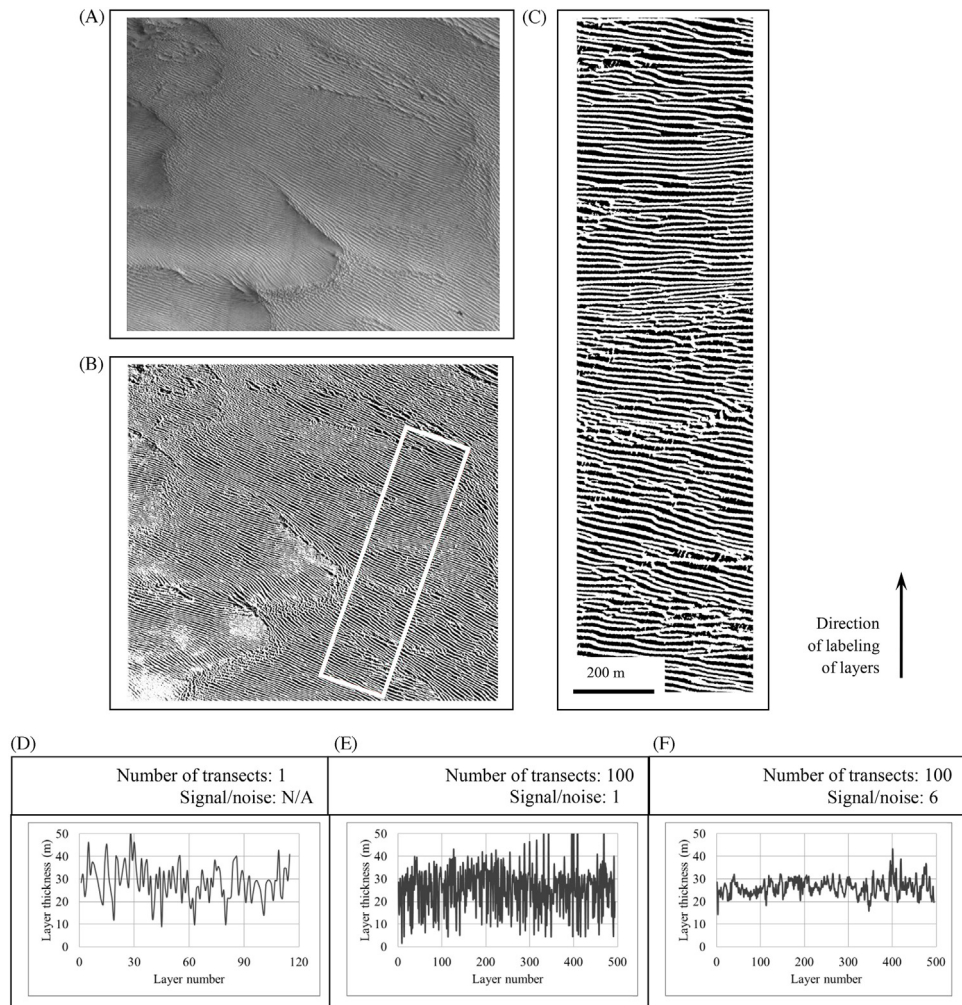 (A)
(C)
(B)
Direction
of labeling
of layers
200 m
(D)
(E)
(F)
Number of transects: 1
Signal/noise: N/A
Number of transects: 100
Signal/noise: 1
Number of transects: 100
Signal/noise: 6
Layer thickness (m)
50
40
30
20
10
0
0 30 60 90 120
Layer number
Layer thickness (m)
50
40
30
20
10
0
0 100 200 300 400 500
Layer number
Layer thickness (m)
50
40
30
20
10
0
0 100 200 300 400 500
Layer number